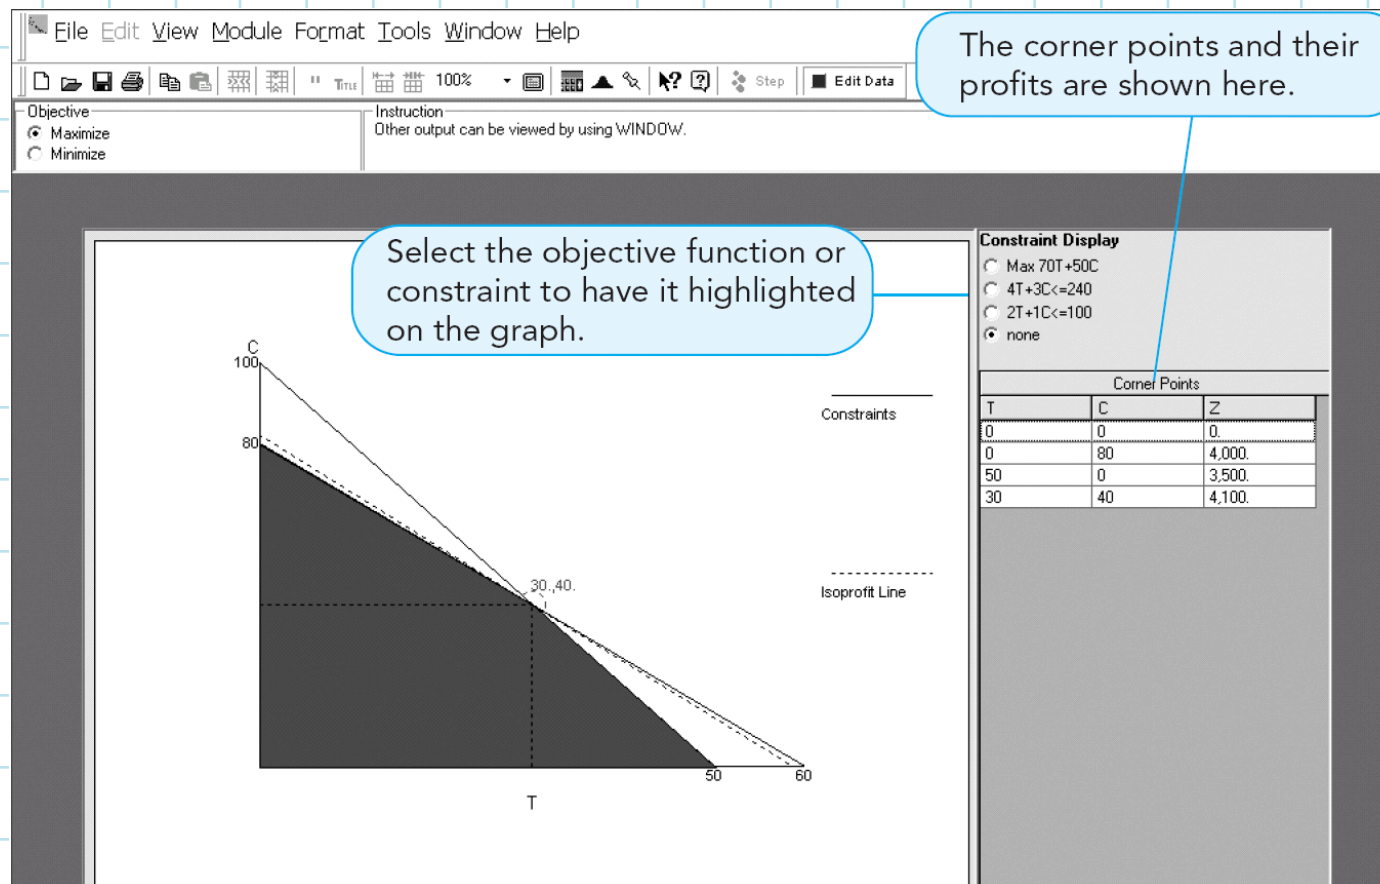 File Edit View Module Format Tools Window Help
The corner points and their
profits are shown here.
" TITLE 100% Step Edit Data
Objective
Maximize
Minimize
Instruction
Other output can be viewed by using WINDOW.
Select the objective function or
constraint to have it highlighted
on the graph.
Constraint Display
Max 70T+50C
4T+3C<=240
2T+1C<=100
none
Corner Points
T C Z
0 0 0.
0 80 4,000.
50 0 3,500.
30 40 4,100.
C
100
80
30.,40.
50 60
T
Constraints
Isoprofit Line